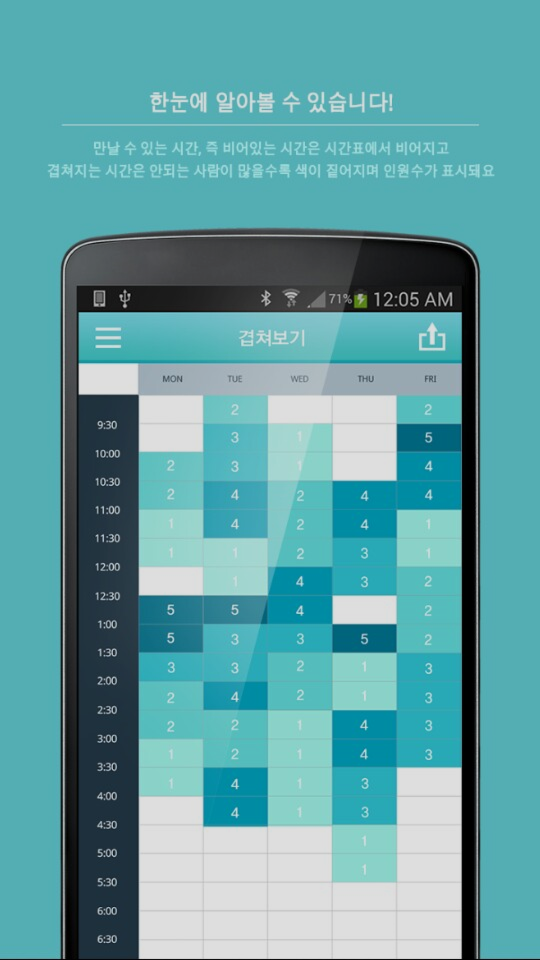 한눈에 알아볼 수 있습니다!
만날 수 있는 시간, 즉 비어있는 시간은 시간표에서 비어지고
겹쳐지는 시간은 안되는 사람이 많을수록 색이 짙어지며 인원수가 표시돼요
71% 12:05 AM
겹쳐보기
MON TUE WED THU FRI
2 2
9:30
3 1 5
10:00
2 3 1 4
10:30
2 4 2 4 4
11:00
1 4 2 4 1
11:30
1 1 2 3 1
12:00
1 4 3 2
12:30
5 5 4 2
1:00
5 3 3 5 2
1:30
3 3 2 1 3
2:00
2 4 2 1 3
2:30
2 2 1 4 3
3:00
1 2 1 4 3
3:30
1 4 1 3
4:00
4 1 3
4:30
1
5:00
1
5:30
6:00
6:30